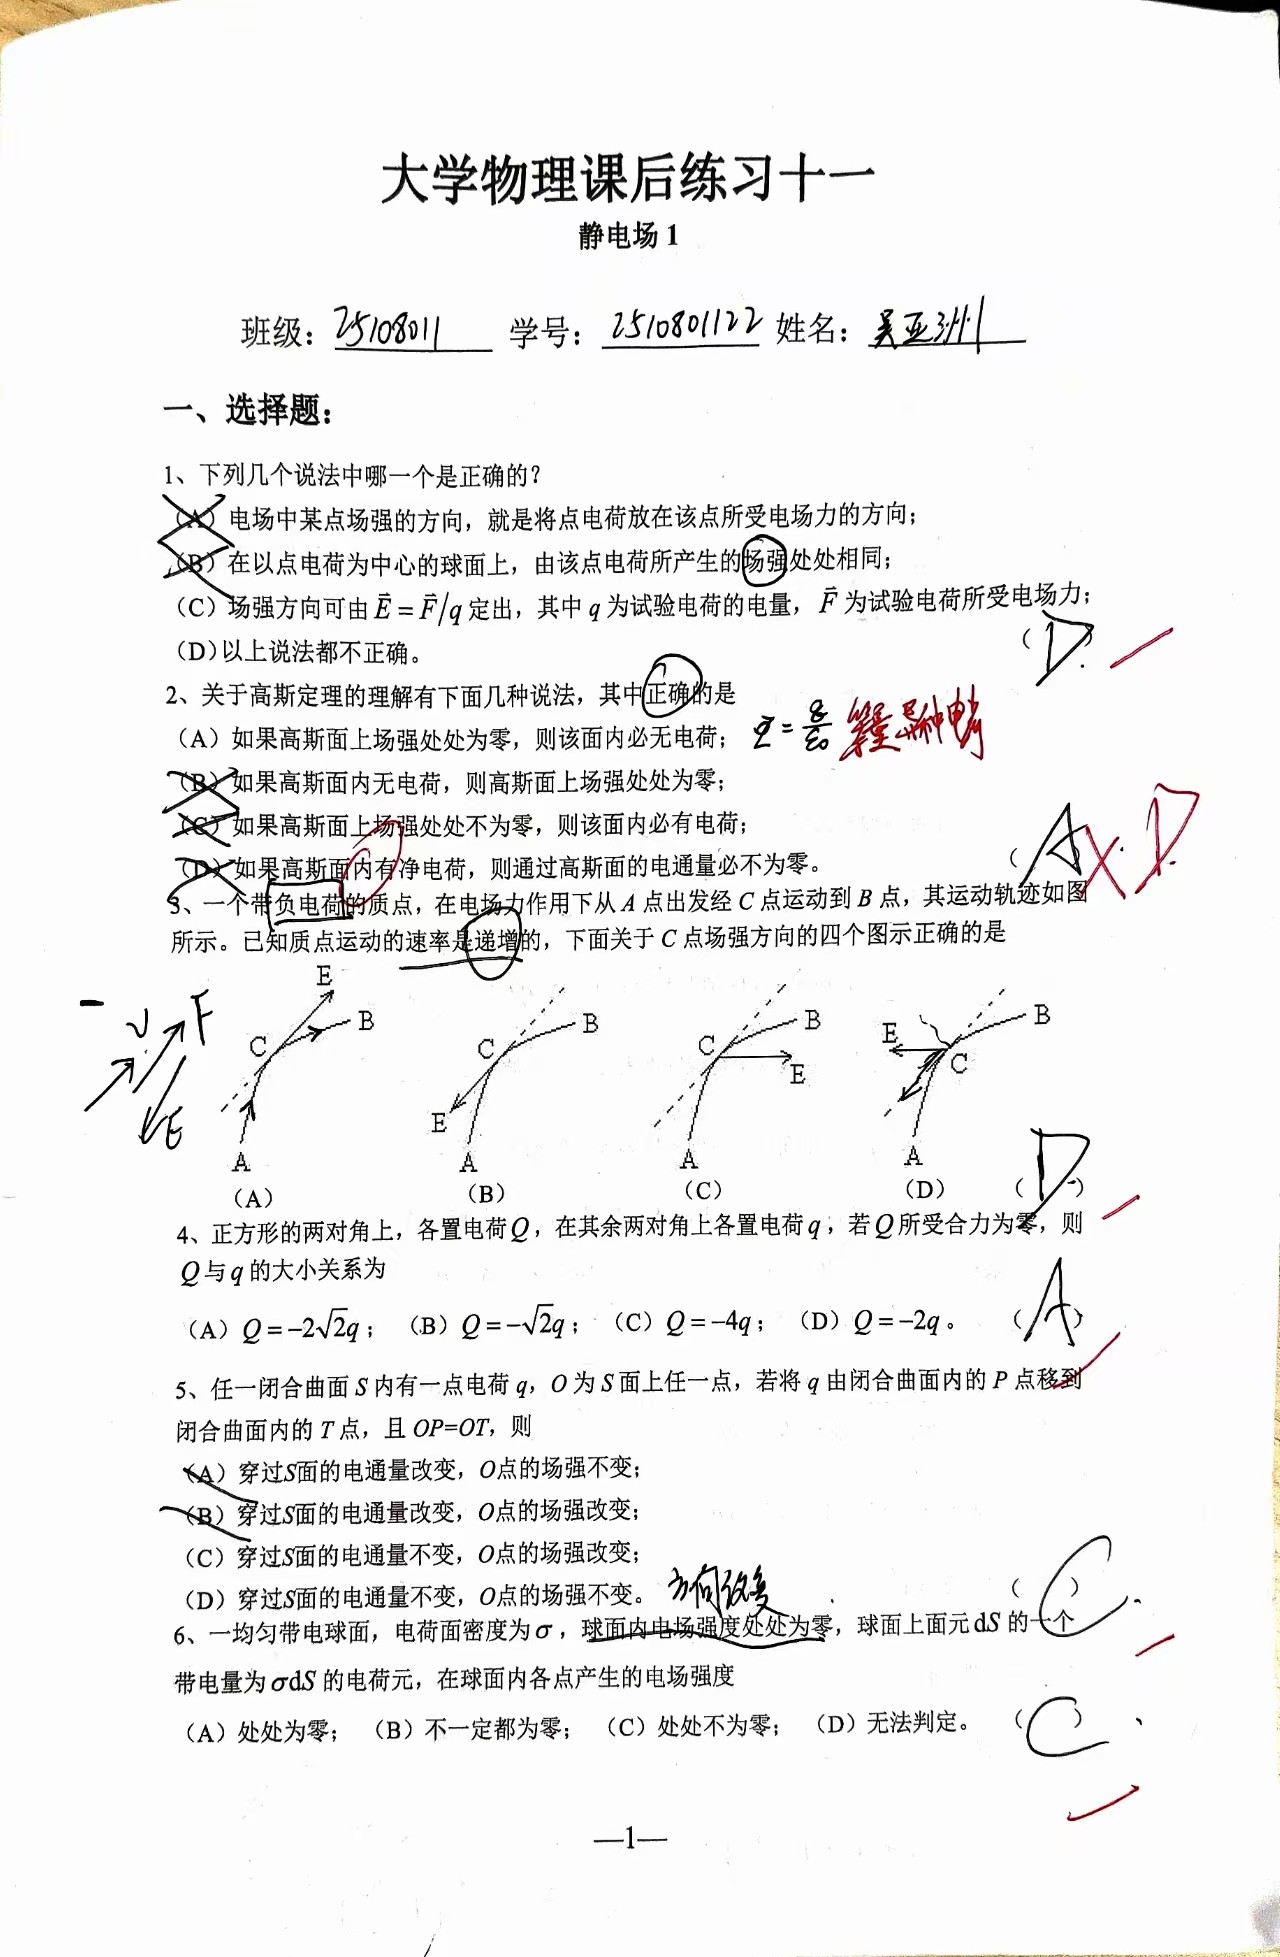 大学物理课后练习十一
静电场 1
班级: 25108011 学号: 2510801122 姓名: 吴亚洲
一、选择题:
1、下列几个说法中哪一个是正确的?
(A) 电场中某点场强的方向，就是将点电荷放在该点所受电场力的方向;
(B) 在以点电荷为中心的球面上，由该点电荷所产生的场强处处相同;
(C) 场强方向可由 E⃗ = F⃗/q 定出，其中 q 为试验电荷的电量，F⃗ 为试验电荷所受电场力;
(D)以上说法都不正确。 ( D )
2、关于高斯定理的理解有下面几种说法，其中正确的是
(A) 如果高斯面上场强处处为零，则该面内必无电荷; = q/ε0 等量异种电荷
(B) 如果高斯面内无电荷，则高斯面上场强处处为零;
(C) 如果高斯面上场强处处不为零，则该面内必有电荷;
(D) 如果高斯面内有净电荷，则通过高斯面的电通量必不为零。 ( A × D
3、一个带负电荷的质点，在电场力作用下从 A 点出发经 C 点运动到 B 点，其运动轨迹如图
所示。已知质点运动的速率是递增的，下面关于 C 点场强方向的四个图示正确的是
- v F E
E C B A
C B E A
C B E A
E C B A
(A) (B) (C) (D) ( D )
4、正方形的两对角上，各置电荷 Q，在其余两对角上各置电荷 q，若 Q 所受合力为零，则
Q 与 q 的大小关系为
(A) Q = −2√2q; (B) Q = −√2q; (C) Q = −4q; (D) Q = −2q。 ( A )
5、任一闭合曲面 S 内有一点电荷 q，O 为 S 面上任一点，若将 q 由闭合曲面内的 P 点移到
闭合曲面内的 T 点，且 OP=OT，则
(A) 穿过S面的电通量改变，O点的场强不变;
(B) 穿过S面的电通量改变，O点的场强改变;
(C) 穿过S面的电通量不变，O点的场强改变;
(D) 穿过S面的电通量不变，O点的场强不变。 方向改变 ( C )
6、一均匀带电球面，电荷面密度为 σ，球面内电场强度处处为零，球面上面元 dS 的一个
带电量为 σdS 的电荷元，在球面内各点产生的电场强度
(A) 处处为零; (B) 不一定都为零; (C) 处处不为零; (D) 无法判定。 ( C )
—1—